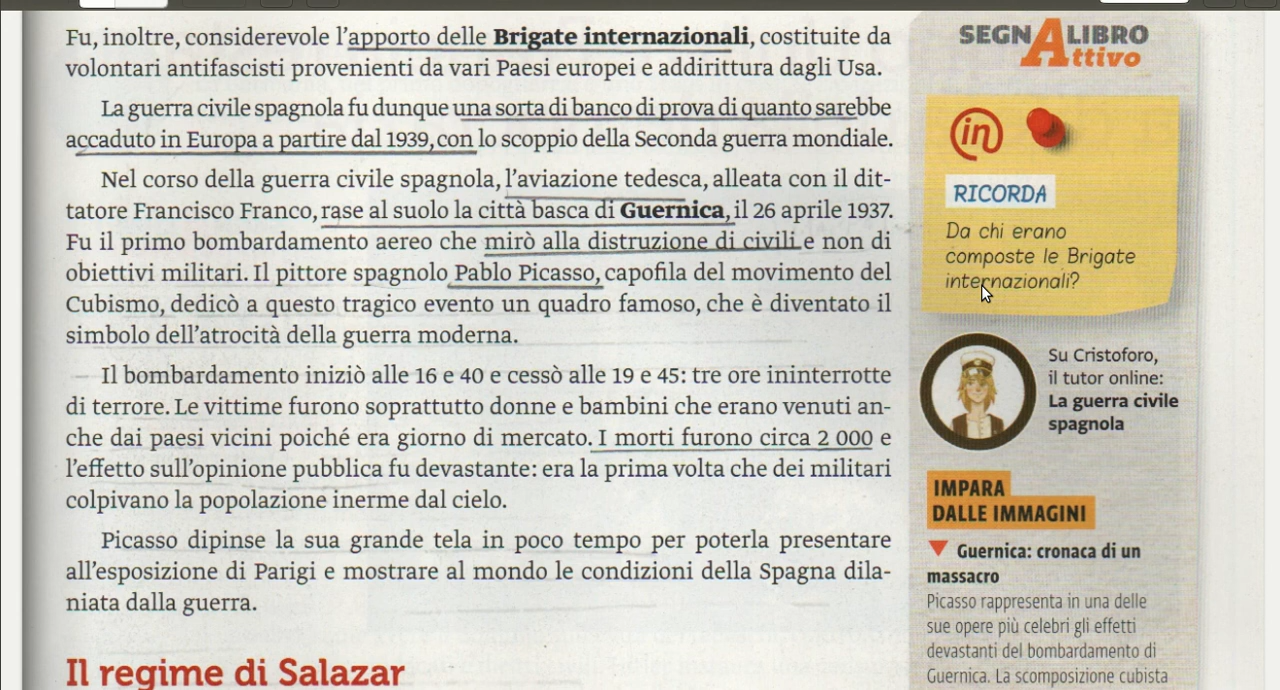 Fu, inoltre, considerevole l'apporto delle Brigate internazionali, costituite da
volontari antifascisti provenienti da vari Paesi europei e addirittura dagli Usa.
La guerra civile spagnola fu dunque una sorta di banco di prova di quanto sarebbe
accaduto in Europa a partire dal 1939, con lo scoppio della Seconda guerra mondiale.
Nel corso della guerra civile spagnola, l'aviazione tedesca, alleata con il dit-
tatore Francisco Franco, rase al suolo la città basca di Guernica, il 26 aprile 1937.
Fu il primo bombardamento aereo che mirò alla distruzione di civili e non di
obiettivi militari. Il pittore spagnolo Pablo Picasso, capofila del movimento del
Cubismo, dedicò a questo tragico evento un quadro famoso, che è diventato il
simbolo dell'atrocità della guerra moderna.
Il bombardamento iniziò alle 16 e 40 e cessò alle 19 e 45: tre ore ininterrotte
di terrore. Le vittime furono soprattutto donne e bambini che erano venuti an-
che dai paesi vicini poiché era giorno di mercato. I morti furono circa 2 000 e
l'effetto sull'opinione pubblica fu devastante: era la prima volta che dei militari
colpivano la popolazione inerme dal cielo.
Picasso dipinse la sua grande tela in poco tempo per poterla presentare
all'esposizione di Parigi e mostrare al mondo le condizioni della Spagna dila-
niata dalla guerra.
Il regime di Salazar
SEGNALIBRO
Attivo
in
RICORDA
Da chi erano
composte le Brigate
internazionali?
Su Cristoforo,
il tutor online:
La guerra civile
spagnola
IMPARA
DALLE IMMAGINI
Guernica: cronaca di un
massacro
Picasso rappresenta in una delle
sue opere più celebri gli effetti
devastanti del bombardamento di
Guernica. La scomposizione cubista